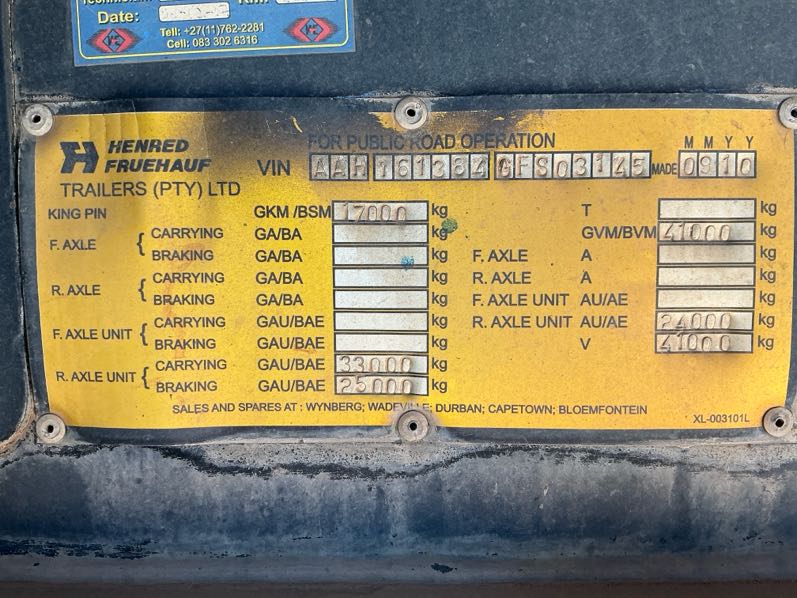 Date:
Tell: +27(11)762-2281
Cell: 083 302 6316
HENRED
FRUEHAUF
TRAILERS (PTY) LTD
FOR PUBLIC ROAD OPERATION
VIN AAH 161384 GFS03145 MADE 0910
M M Y Y
KING PIN GKM /BSM 17000 kg T kg
F. AXLE { CARRYING GA/BA kg GVM/BVM 41000 kg
BRAKING GA/BA kg F. AXLE A kg
R. AXLE { CARRYING GA/BA kg R. AXLE A kg
BRAKING GA/BA kg F. AXLE UNIT AU/AE kg
F. AXLE UNIT { CARRYING GAU/BAE kg R. AXLE UNIT AU/AE 24000 kg
BRAKING GAU/BAE kg V 41000 kg
R. AXLE UNIT { CARRYING GAU/BAE 33000 kg
BRAKING GAU/BAE 25000 kg
SALES AND SPARES AT : WYNBERG; WADEVILLE; DURBAN; CAPETOWN; BLOEMFONTEIN
XL-003101L